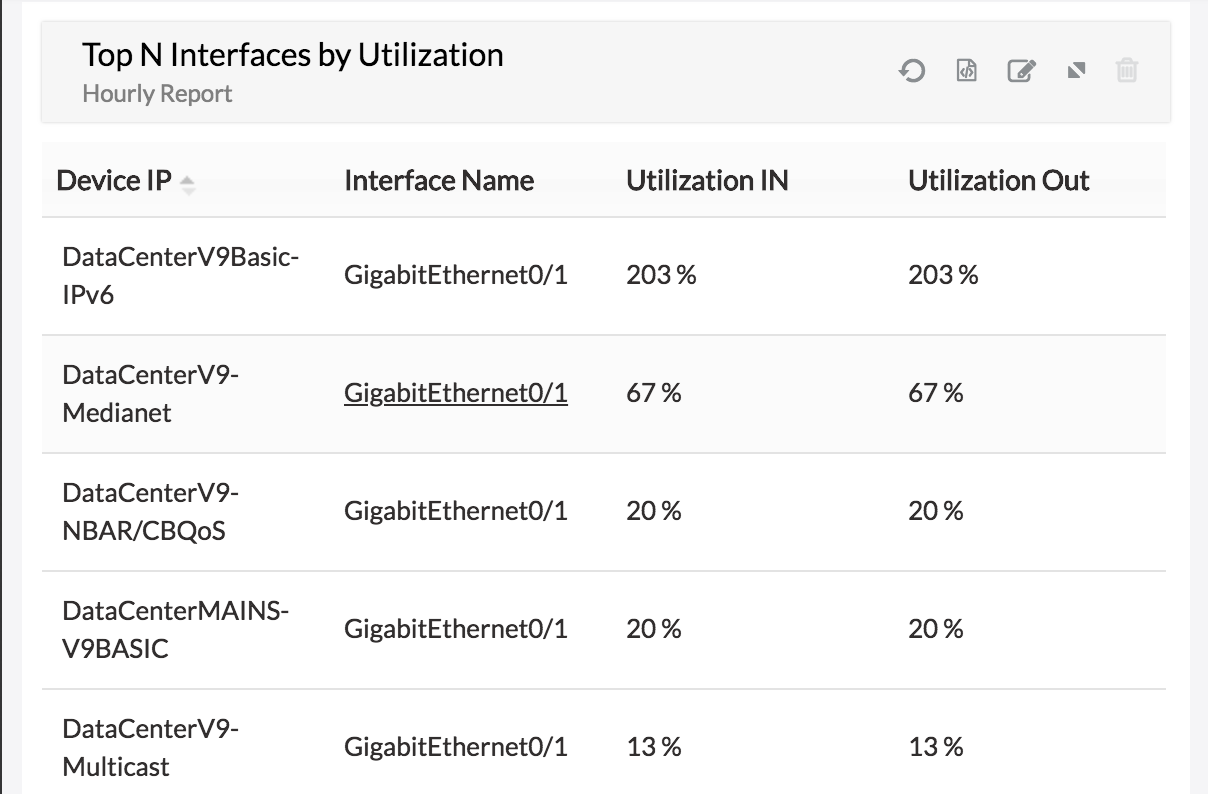 Top N Interfaces by Utilization
Hourly Report
Device IP Interface Name Utilization IN Utilization Out
DataCenterV9Basic-
IPv6
GigabitEthernet0/1 203 % 203 %
DataCenterV9-
Medianet
GigabitEthernet0/1 67 % 67 %
DataCenterV9-
NBAR/CBQoS
GigabitEthernet0/1 20 % 20 %
DataCenterMAINS-
V9BASIC
GigabitEthernet0/1 20 % 20 %
DataCenterV9-
Multicast
GigabitEthernet0/1 13 % 13 %